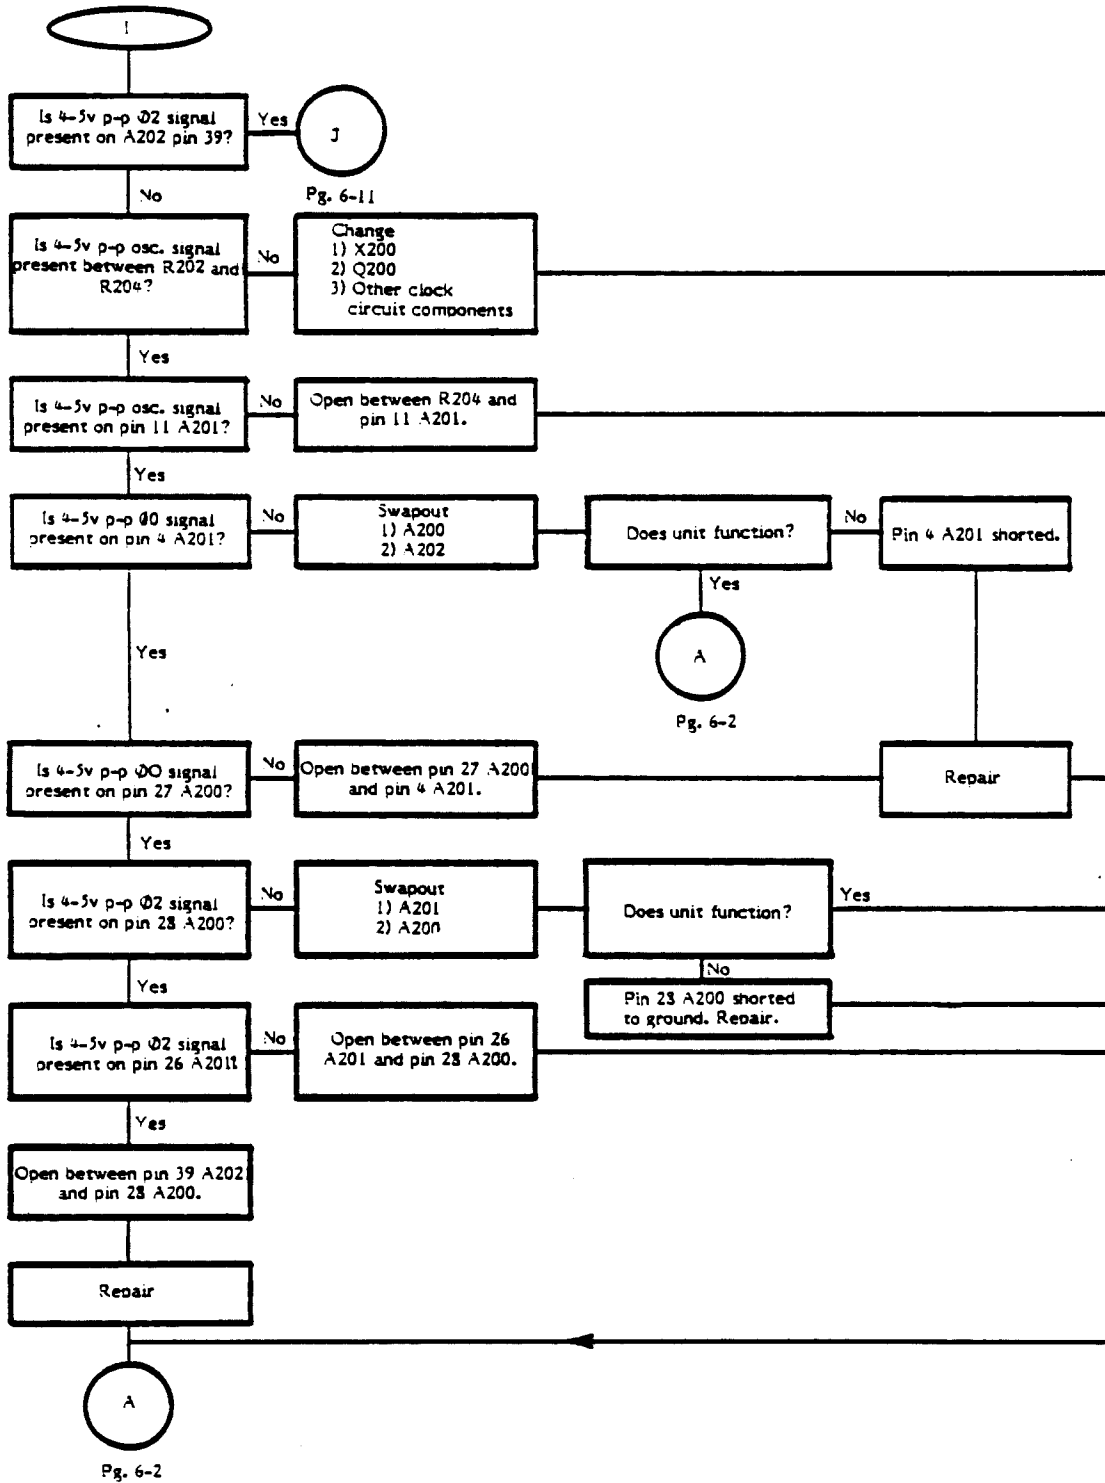 I
Is 4-5v p-p Ø2 signal
present on A202 pin 39?
Yes
J
Pg. 6-11
No
Is 4-5v p-p osc. signal
present between R202 and
R204?
No
Change
1) X200
2) Q200
3) Other clock
circuit components
Yes
Is 4-5v p-p osc. signal
present on pin 11 A201?
No
Open between R204 and
pin 11 A201.
Yes
Is 4-5v p-p Ø0 signal
present on pin 4 A201?
No
Swapout
1) A200
2) A202
Does unit function?
No
Pin 4 A201 shorted.
Yes
A
Pg. 6-2
Yes
Is 4-5v p-p ØO signal
present on pin 27 A200?
No
Open between pin 27 A200
and pin 4 A201.
Repair
Yes
Is 4-5v p-p Ø2 signal
present on pin 28 A200?
No
Swapout
1) A201
2) A200
Does unit function?
Yes
No
Pin 28 A200 shorted
to ground. Repair.
Yes
Is 4-5v p-p Ø2 signal
present on pin 26 A201?
No
Open between pin 26
A201 and pin 28 A200.
Yes
Open between pin 39 A202
and pin 28 A200.
Repair
A
Pg. 6-2